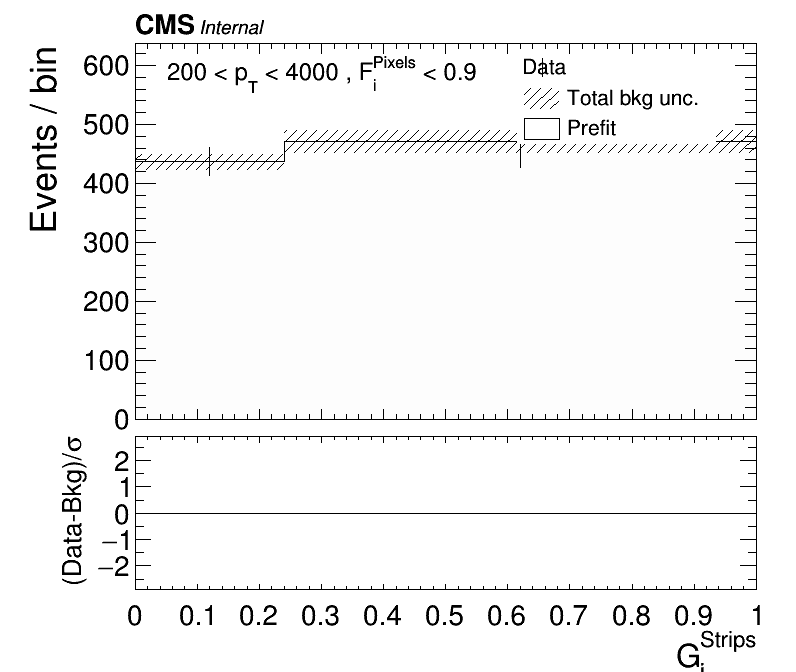 CMS Internal
200 < p_T < 4000 , F_i^Pixels < 0.9
Data
Total bkg unc.
Prefit
Events / bin
600
500
400
300
200
100
0
(Data-Bkg)/σ
2
1
0
−1
−2
0 0.1 0.2 0.3 0.4 0.5 0.6 0.7 0.8 0.9 1
G_i^Strips